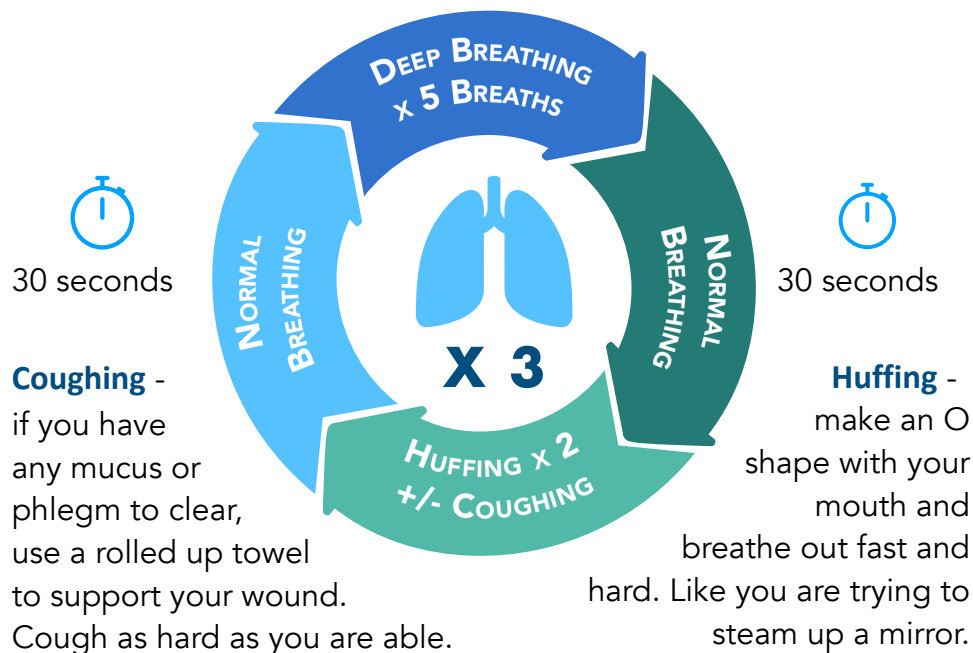 DEEP BREATHING
X 5 BREATHS
NORMAL
BREATHING
30 seconds
HUFFING X 2
+/- COUGHING
NORMAL
BREATHING
30 seconds
X 3
Coughing -
if you have
any mucus or
phlegm to clear,
use a rolled up towel
to support your wound.
Cough as hard as you are able.
Huffing -
make an O
shape with your
mouth and
breathe out fast and
hard. Like you are trying to
steam up a mirror.